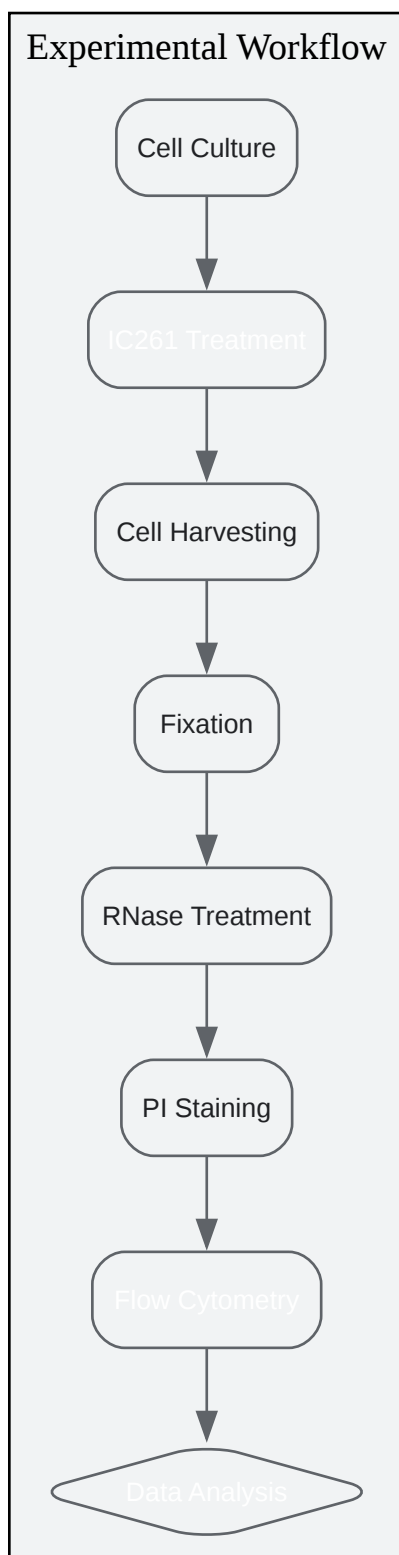 Experimental Workflow
Cell Culture
IC261 Treatment
Cell Harvesting
Fixation
RNase Treatment
PI Staining
Flow Cytometry
Data Analysis